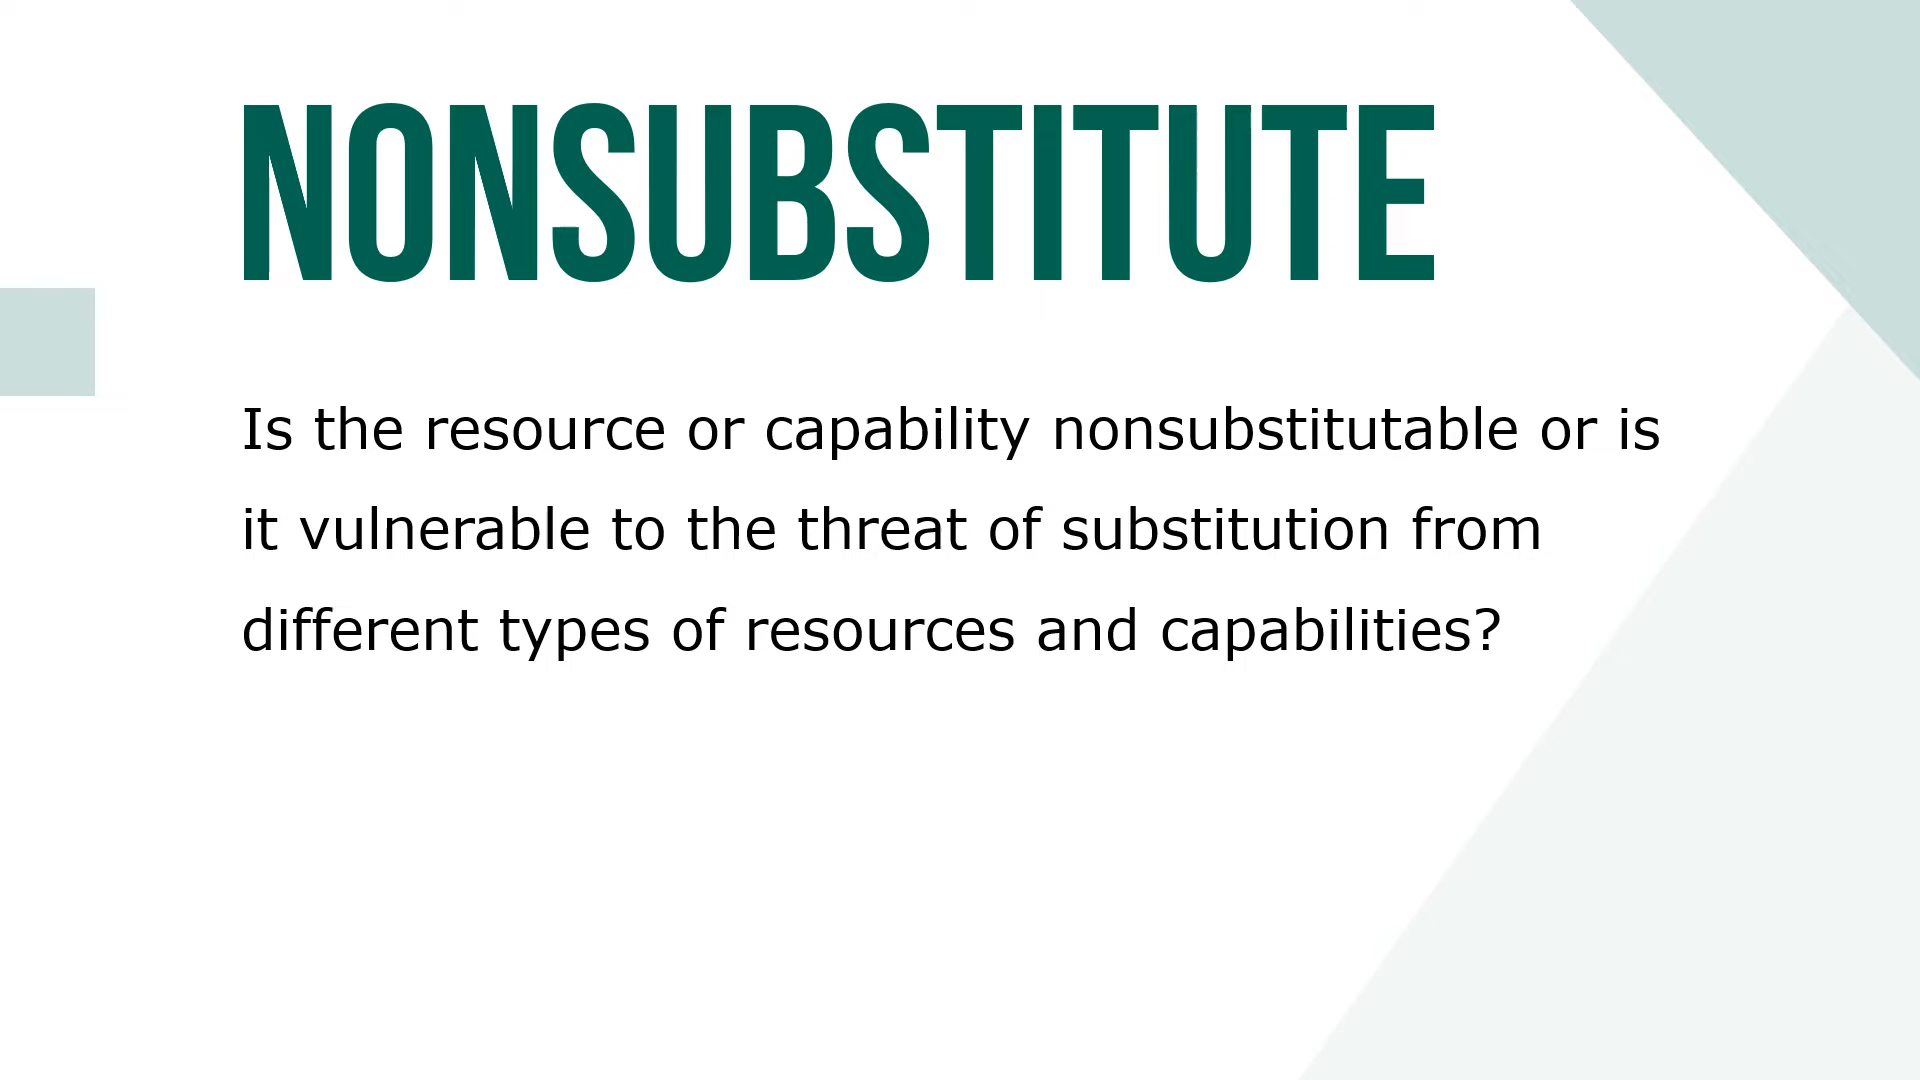 NONSUBSTITUTE
Is the resource or capability nonsubstitutable or is
it vulnerable to the threat of substitution from
different types of resources and capabilities?